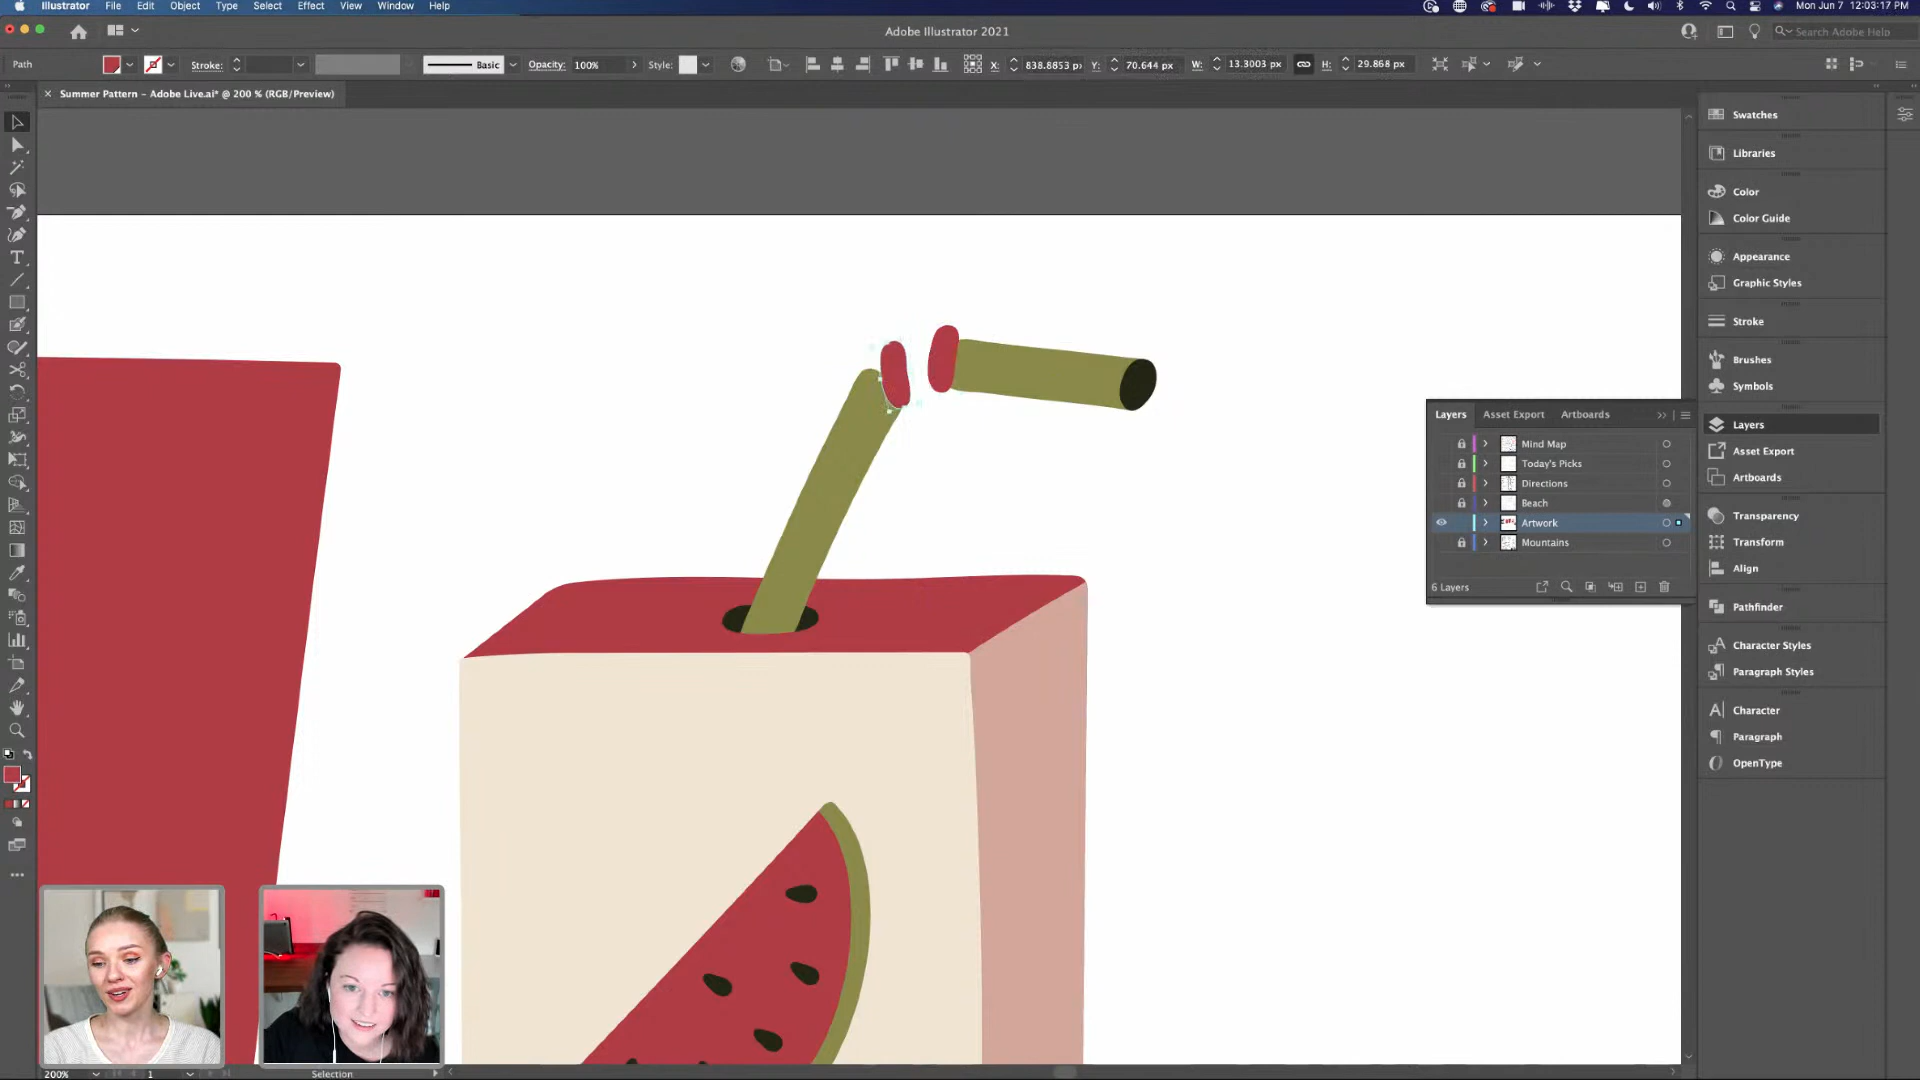 Illustrator File Edit Object Type Select Effect View Window Help
Mon Jun 7 12:03:17 PM
Adobe Illustrator 2021
Search Adobe Help
Path
Stroke:
Basic
Opacity: 100%
Style:
X: 838.8853 px
Y: 70.644 px
W: 13.3003 px
H: 29.868 px
× Summer Pattern – Adobe Live.ai* @ 200 % (RGB/Preview)
Swatches
Libraries
Color
Color Guide
Appearance
Graphic Styles
Stroke
Brushes
Symbols
Layers
Asset Export
Artboards
Transparency
Transform
Align
Pathfinder
Character Styles
Paragraph Styles
Character
Paragraph
OpenType
Layers Asset Export Artboards
Mind Map
Today's Picks
Directions
Beach
Artwork
Mountains
6 Layers
200%
1
Selection